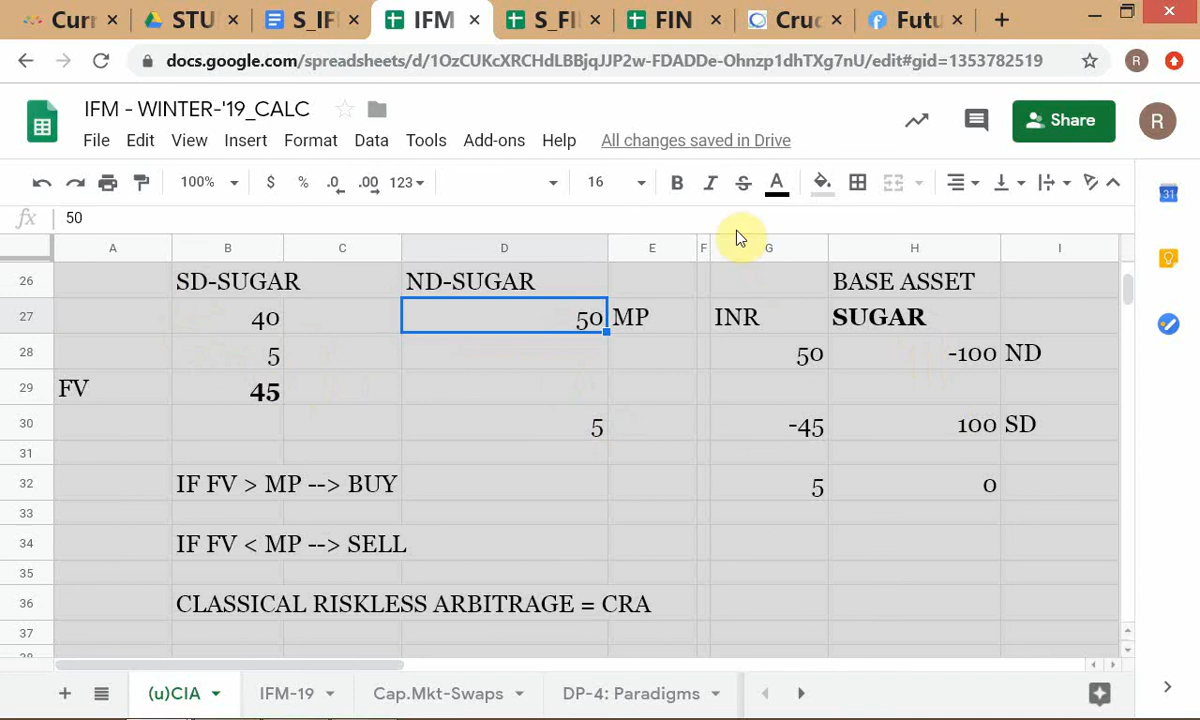 Curr × STU × S_IF × IFM × S_FI × FIN × Cruc × Futu × +
docs.google.com/spreadsheets/d/1OzCUKcXRCHdLBBjqJJP2w-FDADDe-Ohnzp1dhTXg7nU/edit#gid=1353782519 R
IFM - WINTER-'19_CALC
File Edit View Insert Format Data Tools Add-ons Help All changes saved in Drive Share R
100% $ % .0 .00 123 16 B I S A
fx 50
A B C D E F G H I
26 SD-SUGAR ND-SUGAR BASE ASSET
27 40 50 MP INR SUGAR
28 5 50 -100 ND
29 FV 45
30 5 -45 100 SD
31
32 IF FV > MP --> BUY 5 0
33
34 IF FV < MP --> SELL
35
36 CLASSICAL RISKLESS ARBITRAGE = CRA
37
38
+ (u)CIA IFM-19 Cap.Mkt-Swaps DP-4: Paradigms
31